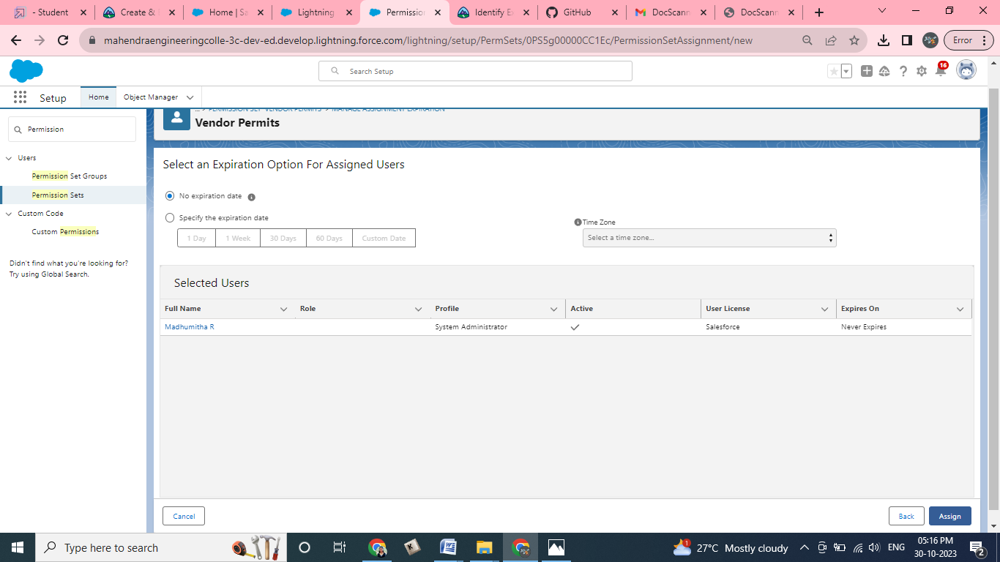 - Student
Create &
Home | Sa
Lightning
Permissio
Identify E
GitHub
DocScann
DocScann
mahendraengineeringcolle-3c-dev-ed.develop.lightning.force.com/lightning/setup/PermSets/0PS5g00000CC1Ec/PermissionSetAssignment/new
Error
Search Setup
16
Setup
Home
Object Manager
Permission
Users
Permission Set Groups
Permission Sets
Custom Code
Custom Permissions
Didn't find what you're looking for?
Try using Global Search.
... > PERMISSION SET 'VENDOR PERMITS' > MANAGE ASSIGNMENT EXPIRATION
Vendor Permits
Select an Expiration Option For Assigned Users
No expiration date
Specify the expiration date
1 Day 1 Week 30 Days 60 Days Custom Date
Time Zone
Select a time zone...
Selected Users
Full Name Role Profile Active User License Expires On
Madhumitha R System Administrator Salesforce Never Expires
Cancel
Back
Assign
Type here to search
1
27°C Mostly cloudy
ENG
05:16 PM
30-10-2023
2